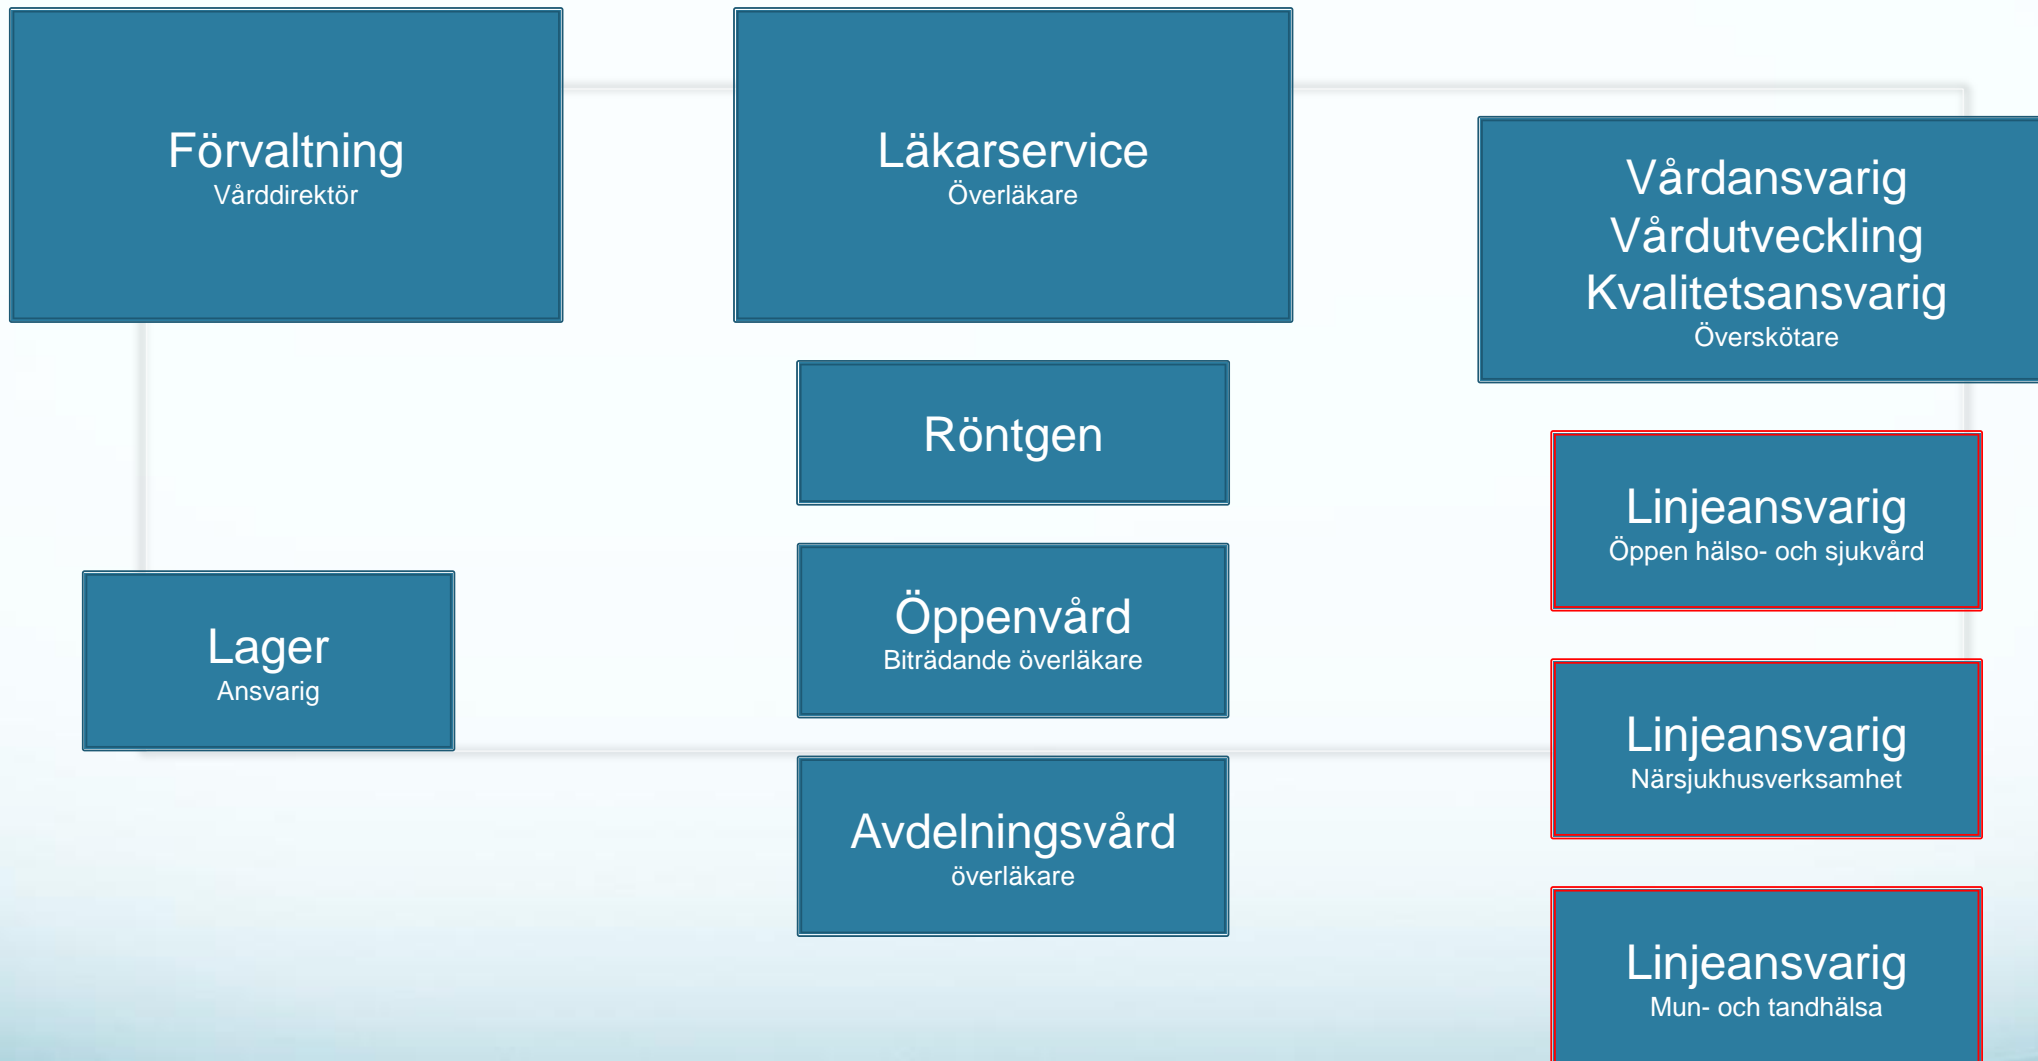 Förvaltning
Vårddirektör
Läkarservice
Överläkare
Vårdansvarig
Vårdutveckling
Kvalitetsansvarig
Överskötare
Röntgen
Linjeansvarig
Öppen hälso- och sjukvård
Lager
Ansvarig
Öppenvård
Biträdande överläkare
Linjeansvarig
Närsjukhusverksamhet
Avdelningsvård
överläkare
Linjeansvarig
Mun- och tandhälsa